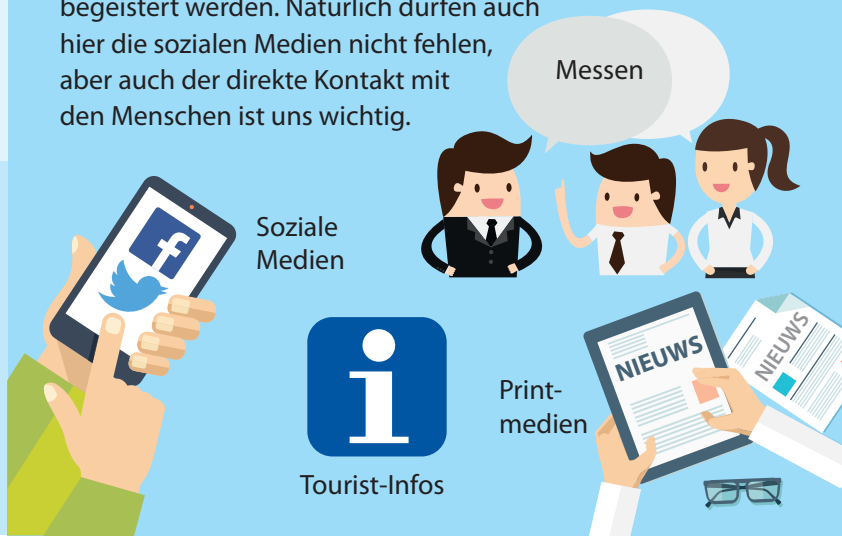 begeistert werden. Natürlich dürfen auch
hier die sozialen Medien nicht fehlen,
aber auch der direkte Kontakt mit
den Menschen ist uns wichtig.
Messen
Soziale
Medien
f
i
Tourist-Infos
Print-
medien
NIEUWS
NIEUWS